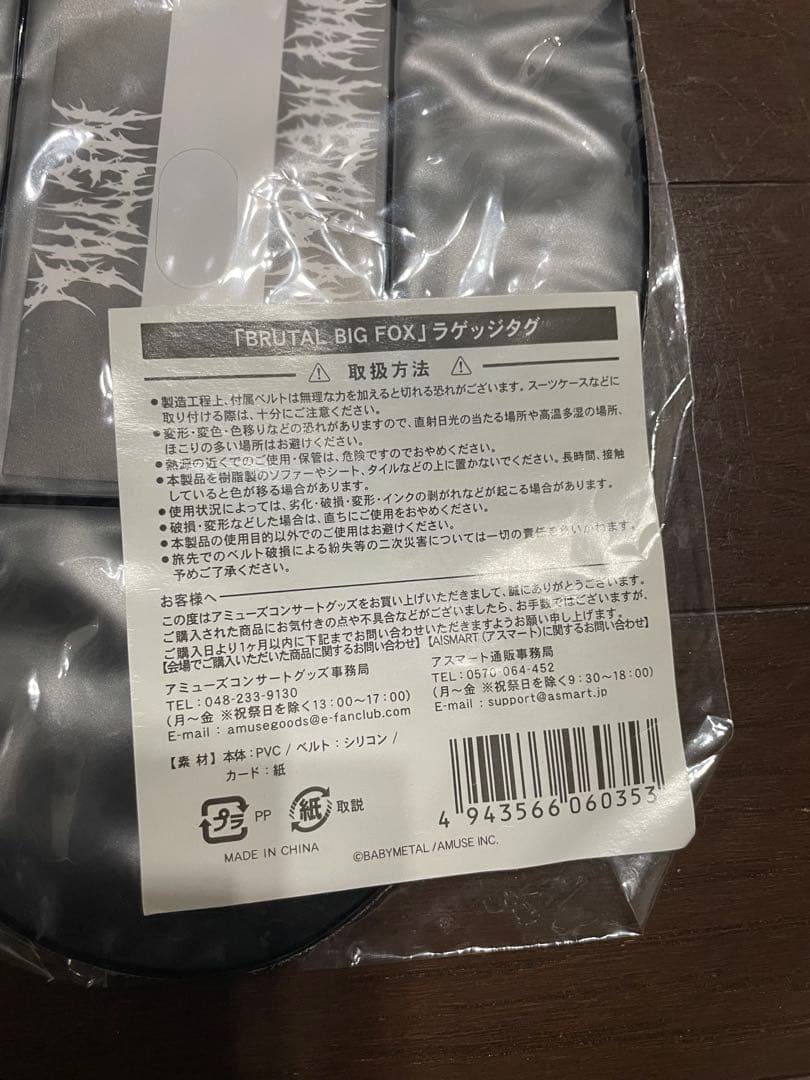 「BRUTAL BIG FOX」ラゲッジタグ
取扱方法
●製造工程上、付属ベルトは無理な力を加えると切れる恐れがございます。スーツケースなどに
取り付ける際は、十分にご注意ください。
●変形・変色・色移りなどの恐れがありますので、直射日光の当たる場所や高温多湿の場所、
ほこりの多い場所はお避けください。
●熱源の近くでのご使用・保管は、危険ですのでおやめください。
●本製品を樹脂製のソファーやシート、タイルなどの上に置かないでください。長時間、接触
していると色が移る場合があります。
●使用状況によっては、劣化・破損・変形・インクの剥がれなどが起こる場合があります。
●破損・変形などした場合は、直ちにご使用をおやめください。
●本製品の使用目的以外でのご使用はお避けください。
●旅先でのベルト破損による紛失等の二次災害については一切の責任を負いかねます。
予めご了承ください。
お客様へ
この度はアミューズコンサートグッズをお買い上げいただきまして、誠にありがとうございます。
ご購入された商品にお気付きの点や不具合などがございましたら、お手数ではございますが、
ご購入日より1ヶ月以内に下記までお問い合わせいただきますようお願い申し上げます。
【会場でご購入いただいた商品に関するお問い合わせ】【A!SMART(アスマート)に関するお問い合わせ】
アミューズコンサートグッズ事務局
TEL:048-233-9130
(月〜金 ※祝祭日を除く13:00〜17:00)
E-mail : amusegoods@e-fanclub.com
アスマート通販事務局
TEL:0570-064-452
(月〜金 ※祝祭日を除く9:30〜18:00)
E-mail : support@asmart.jp
【素 材】本体:PVC / ベルト:シリコン /
カード:紙
プラ PP 紙 取説
MADE IN CHINA
©BABYMETAL / AMUSE INC.
4 943566 060353